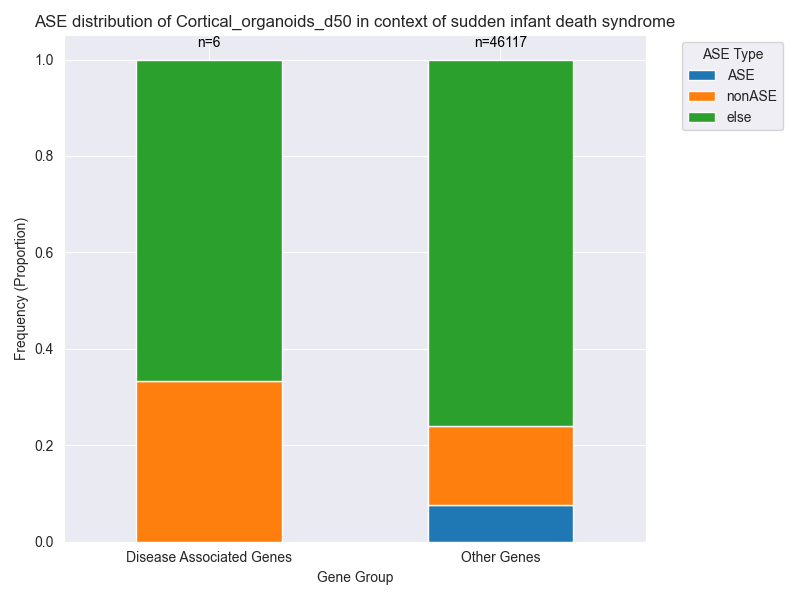 ASE distribution of Cortical_organoids_d50 in context of sudden infant death syndrome
n=6
n=46117
ASE Type
ASE
nonASE
else
1.0
0.8
0.6
0.4
0.2
0.0
Frequency (Proportion)
Disease Associated Genes
Other Genes
Gene Group